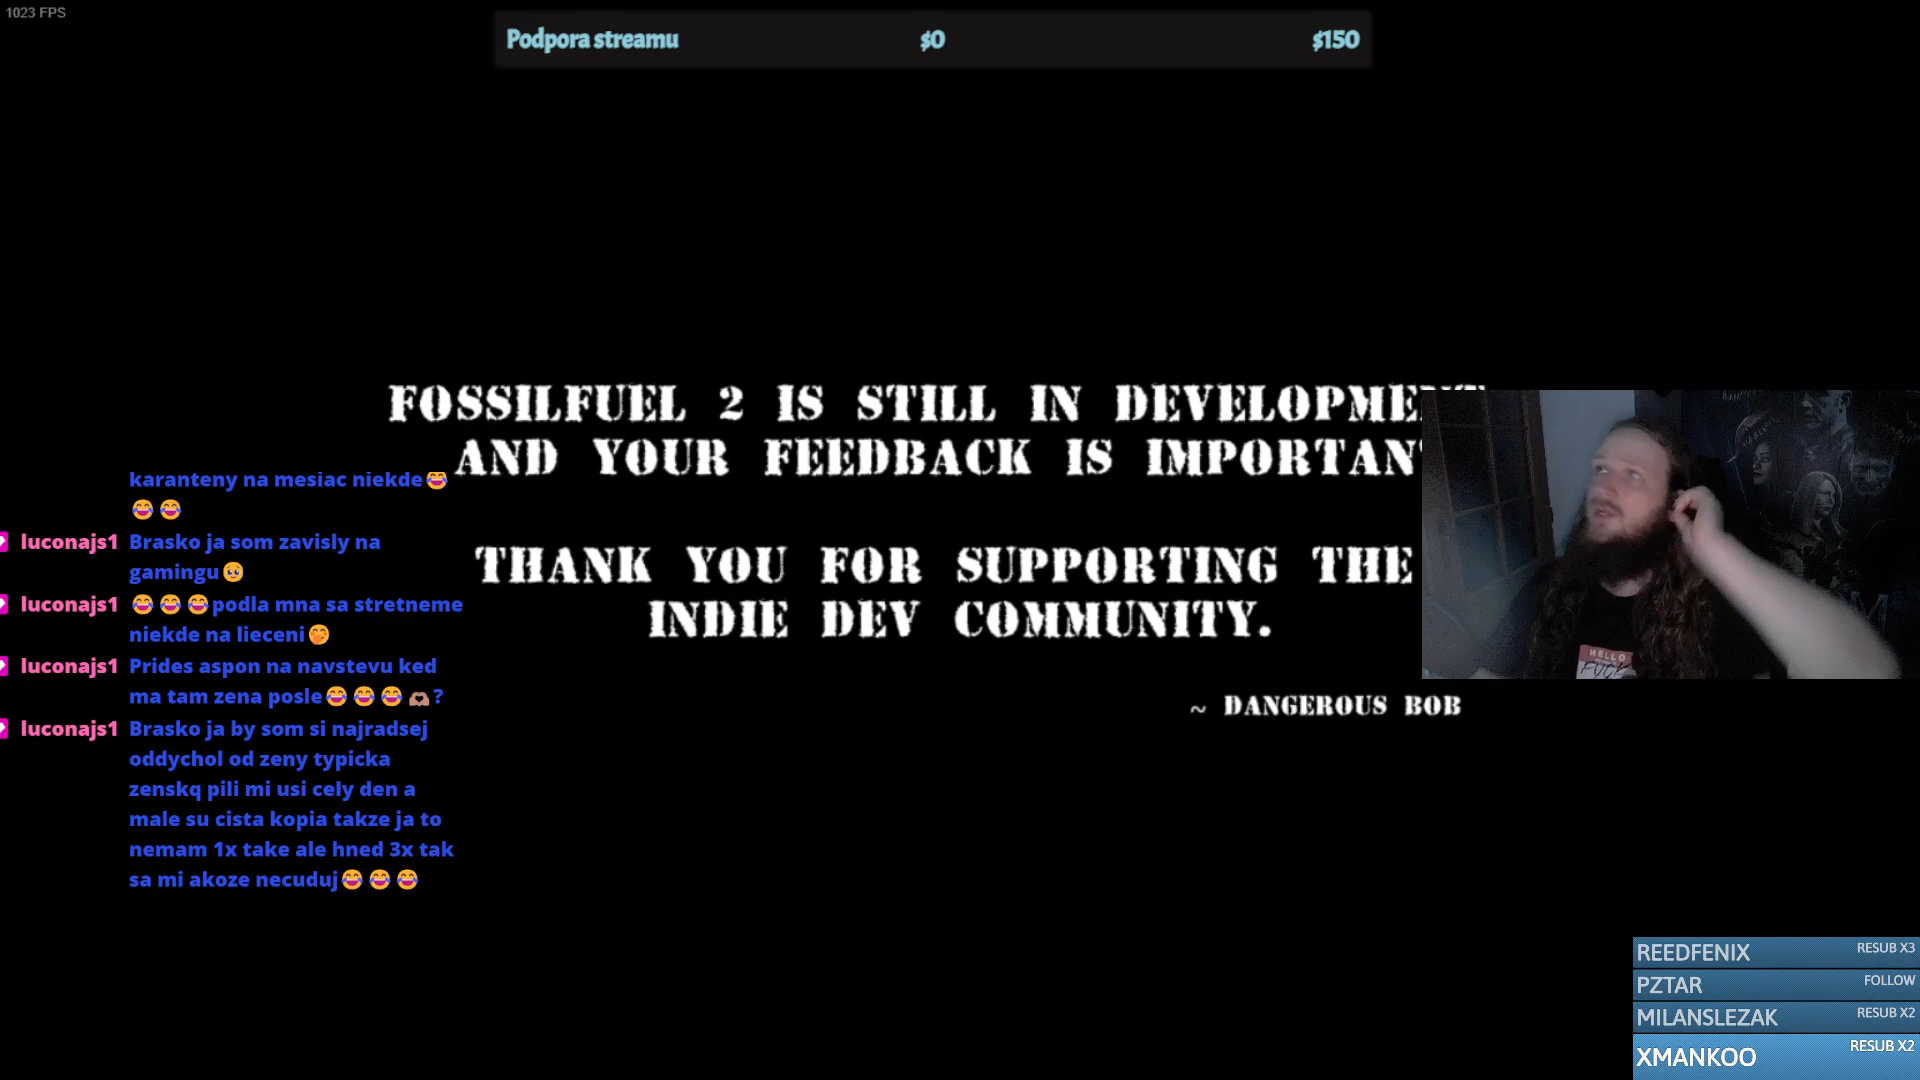 1023 FPS
Podpora streamu $0 $150
FOSSILFUEL 2 IS STILL IN DEVELOPMENT
AND YOUR FEEDBACK IS IMPORTANT
THANK YOU FOR SUPPORTING THE
INDIE DEV COMMUNITY.
~ DANGEROUS BOB
karanteny na mesiac niekde😂
😂😂
luconajs1 Brasko ja som zavisly na
gamingu🥹
luconajs1 😂😂😂podla mna sa stretneme
niekde na lieceni🤭
luconajs1 Prides aspon na navstevu ked
ma tam zena posle😂😂😂🫶🏽?
luconajs1 Brasko ja by som si najradsej
oddychol od zeny typicka
zenskq pili mi usi cely den a
male su cista kopia takze ja to
nemam 1x take ale hned 3x tak
sa mi akoze necuduj😂😂😂
HELLO
REEDFENIX RESUB X3
PZTAR FOLLOW
MILANSLEZAK RESUB X2
XMANKOO RESUB X2